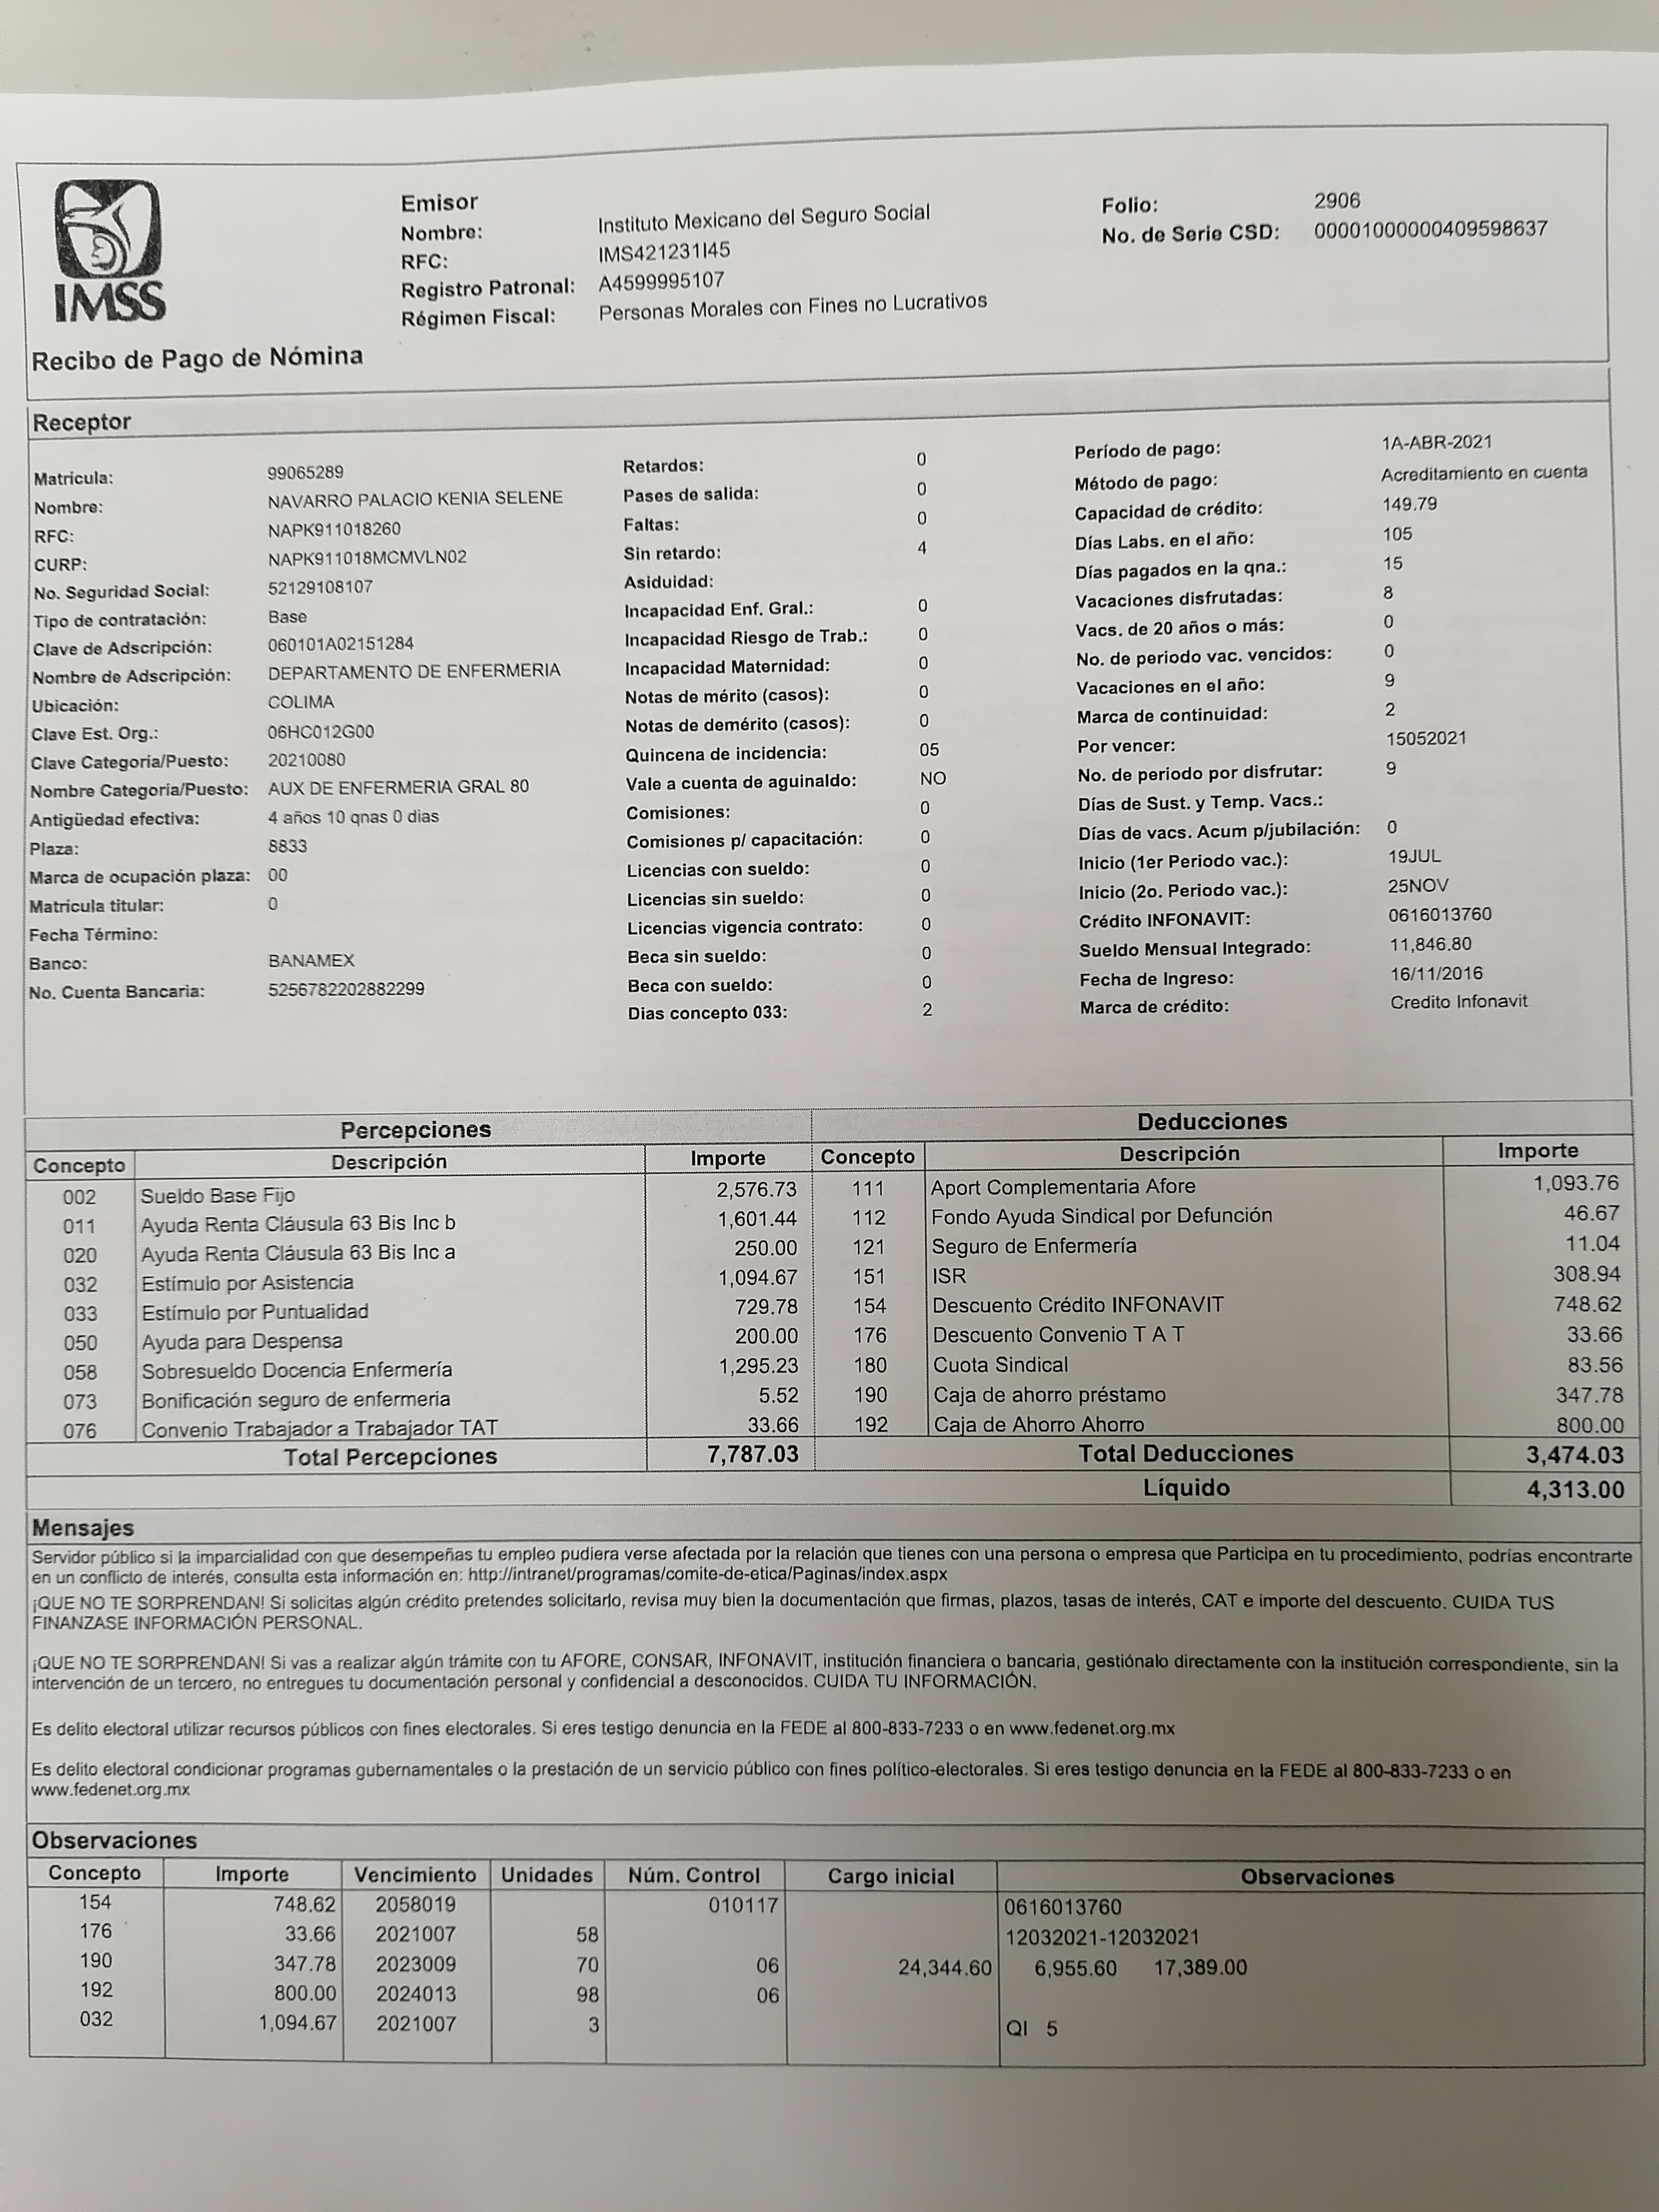 IMSS
Recibo de Pago de Nómina
Emisor
Nombre: Instituto Mexicano del Seguro Social
RFC: IMS421231I45
Registro Patronal: A4599995107
Régimen Fiscal: Personas Morales con Fines no Lucrativos
Folio: 2906
No. de Serie CSD: 00001000000409598637
Receptor
Matrícula: 99065289
Nombre: NAVARRO PALACIO KENIA SELENE
RFC: NAPK911018260
CURP: NAPK911018MCMVLN02
No. Seguridad Social: 52129108107
Tipo de contratación: Base
Clave de Adscripción: 060101A02151284
Nombre de Adscripción: DEPARTAMENTO DE ENFERMERIA
Ubicación: COLIMA
Clave Est. Org.: 06HC012G00
Clave Categoría/Puesto: 20210080
Nombre Categoría/Puesto: AUX DE ENFERMERIA GRAL 80
Antigüedad efectiva: 4 años 10 qnas 0 dias
Plaza: 8833
Marca de ocupación plaza: 00
Matrícula titular: 0
Fecha Término:
Banco: BANAMEX
No. Cuenta Bancaria: 5256782202882299
Retardos: 0
Pases de salida: 0
Faltas: 0
Sin retardo: 4
Asiduidad:
Incapacidad Enf. Gral.: 0
Incapacidad Riesgo de Trab.: 0
Incapacidad Maternidad: 0
Notas de mérito (casos): 0
Notas de demérito (casos): 0
Quincena de incidencia: 05
Vale a cuenta de aguinaldo: NO
Comisiones: 0
Comisiones p/ capacitación: 0
Licencias con sueldo: 0
Licencias sin sueldo: 0
Licencias vigencia contrato: 0
Beca sin sueldo: 0
Beca con sueldo: 0
Dias concepto 033: 2
Período de pago: 1A-ABR-2021
Método de pago: Acreditamiento en cuenta
Capacidad de crédito: 149.79
Días Labs. en el año: 105
Días pagados en la qna.: 15
Vacaciones disfrutadas: 8
Vacs. de 20 años o más: 0
No. de periodo vac. vencidos: 0
Vacaciones en el año: 9
Marca de continuidad: 2
Por vencer: 15052021
No. de periodo por disfrutar: 9
Días de Sust. y Temp. Vacs.:
Días de vacs. Acum p/jubilación: 0
Inicio (1er Periodo vac.): 19JUL
Inicio (2o. Periodo vac.): 25NOV
Crédito INFONAVIT: 0616013760
Sueldo Mensual Integrado: 11,846.80
Fecha de Ingreso: 16/11/2016
Marca de crédito: Credito Infonavit
Percepciones Deducciones
Concepto Descripción Importe Concepto Descripción Importe
002 Sueldo Base Fijo 2,576.73 111 Aport Complementaria Afore 1,093.76
011 Ayuda Renta Cláusula 63 Bis Inc b 1,601.44 112 Fondo Ayuda Sindical por Defunción 46.67
020 Ayuda Renta Cláusula 63 Bis Inc a 250.00 121 Seguro de Enfermería 11.04
032 Estímulo por Asistencia 1,094.67 151 ISR 308.94
033 Estímulo por Puntualidad 729.78 154 Descuento Crédito INFONAVIT 748.62
050 Ayuda para Despensa 200.00 176 Descuento Convenio T A T 33.66
058 Sobresueldo Docencia Enfermería 1,295.23 180 Cuota Sindical 83.56
073 Bonificación seguro de enfermeria 5.52 190 Caja de ahorro préstamo 347.78
076 Convenio Trabajador a Trabajador TAT 33.66 192 Caja de Ahorro Ahorro 800.00
Total Percepciones 7,787.03 Total Deducciones 3,474.03
Líquido 4,313.00
Mensajes
Servidor público si la imparcialidad con que desempeñas tu empleo pudiera verse afectada por la relación que tienes con una persona o empresa que Participa en tu procedimiento, podrías encontrarte
en un conflicto de interés, consulta esta información en: http://intranet/programas/comite-de-etica/Paginas/index.aspx
¡QUE NO TE SORPRENDAN! Si solicitas algún crédito pretendes solicitarlo, revisa muy bien la documentación que firmas, plazos, tasas de interés, CAT e importe del descuento. CUIDA TUS
FINANZASE INFORMACIÓN PERSONAL.
¡QUE NO TE SORPRENDAN! Si vas a realizar algún trámite con tu AFORE, CONSAR, INFONAVIT, institución financiera o bancaria, gestiónalo directamente con la institución correspondiente, sin la
intervención de un tercero, no entregues tu documentación personal y confidencial a desconocidos. CUIDA TU INFORMACIÓN.
Es delito electoral utilizar recursos públicos con fines electorales. Si eres testigo denuncia en la FEDE al 800-833-7233 o en www.fedenet.org.mx
Es delito electoral condicionar programas gubernamentales o la prestación de un servicio público con fines político-electorales. Si eres testigo denuncia en la FEDE al 800-833-7233 o en
www.fedenet.org.mx
Observaciones
Concepto Importe Vencimiento Unidades Núm. Control Cargo inicial Observaciones
154 748.62 2058019 010117 0616013760
176 33.66 2021007 58 12032021-12032021
190 347.78 2023009 70 06 24,344.60 6,955.60 17,389.00
192 800.00 2024013 98 06
032 1,094.67 2021007 3 QI 5